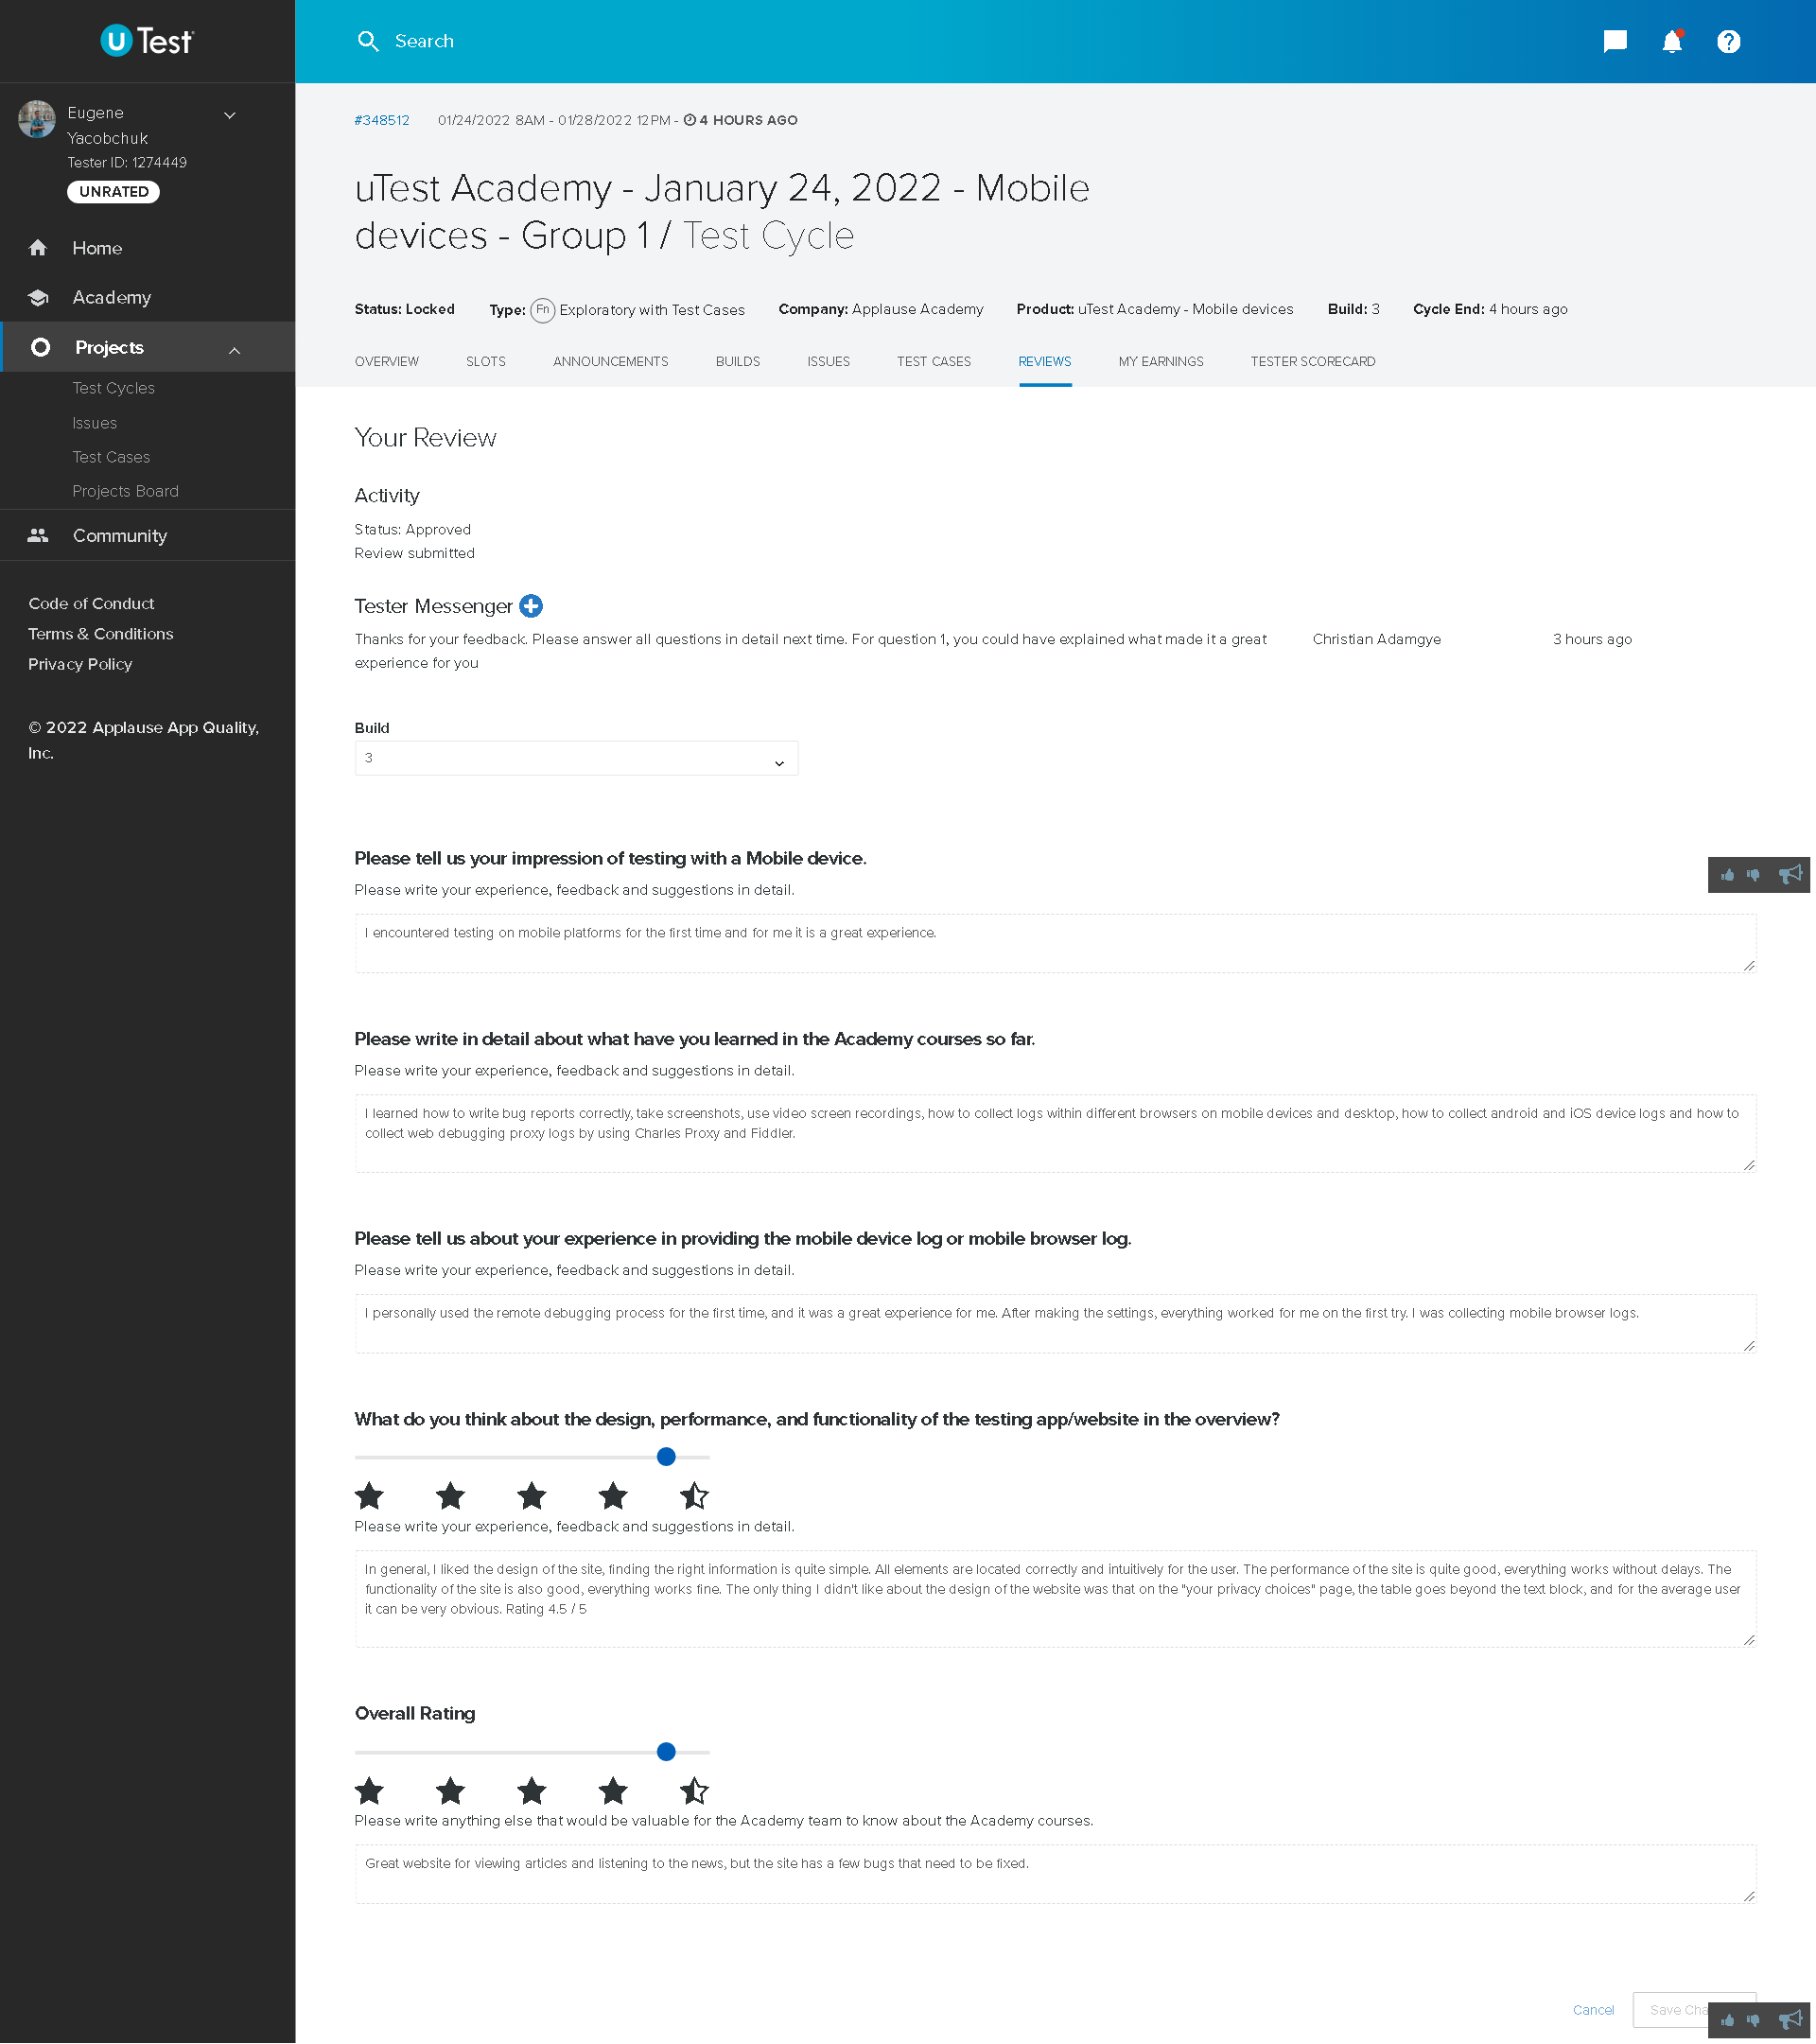 u Test
Search
Eugene
Yacobchuk
Tester ID: 1274449
UNRATED
Home
Academy
Projects
Test Cycles
Issues
Test Cases
Projects Board
Community
Code of Conduct
Terms & Conditions
Privacy Policy
© 2022 Applause App Quality,
Inc.
#348512 01/24/2022 8AM - 01/28/2022 12PM - 4 HOURS AGO
uTest Academy - January 24, 2022 - Mobile
devices - Group 1 / Test Cycle
Status: Locked Type: Fn Exploratory with Test Cases Company: Applause Academy Product: uTest Academy - Mobile devices Build: 3 Cycle End: 4 hours ago
OVERVIEW SLOTS ANNOUNCEMENTS BUILDS ISSUES TEST CASES REVIEWS MY EARNINGS TESTER SCORECARD
Your Review
Activity
Status: Approved
Review submitted
Tester Messenger
Thanks for your feedback. Please answer all questions in detail next time. For question 1, you could have explained what made it a great Christian Adamgye 3 hours ago
experience for you
Build
3
Please tell us your impression of testing with a Mobile device.
Please write your experience, feedback and suggestions in detail.
I encountered testing on mobile platforms for the first time and for me it is a great experience.
Please write in detail about what have you learned in the Academy courses so far.
Please write your experience, feedback and suggestions in detail.
I learned how to write bug reports correctly, take screenshots, use video screen recordings, how to collect logs within different browsers on mobile devices and desktop, how to collect android and iOS device logs and how to
collect web debugging proxy logs by using Charles Proxy and Fiddler.
Please tell us about your experience in providing the mobile device log or mobile browser log.
Please write your experience, feedback and suggestions in detail.
I personally used the remote debugging process for the first time, and it was a great experience for me. After making the settings, everything worked for me on the first try. I was collecting mobile browser logs.
What do you think about the design, performance, and functionality of the testing app/website in the overview?
Please write your experience, feedback and suggestions in detail.
In general, I liked the design of the site, finding the right information is quite simple. All elements are located correctly and intuitively for the user. The performance of the site is quite good, everything works without delays. The
functionality of the site is also good, everything works fine. The only thing I didn't like about the design of the website was that on the "your privacy choices" page, the table goes beyond the text block, and for the average user
it can be very obvious. Rating 4.5 / 5
Overall Rating
Please write anything else that would be valuable for the Academy team to know about the Academy courses.
Great website for viewing articles and listening to the news, but the site has a few bugs that need to be fixed.
Cancel Save Cha